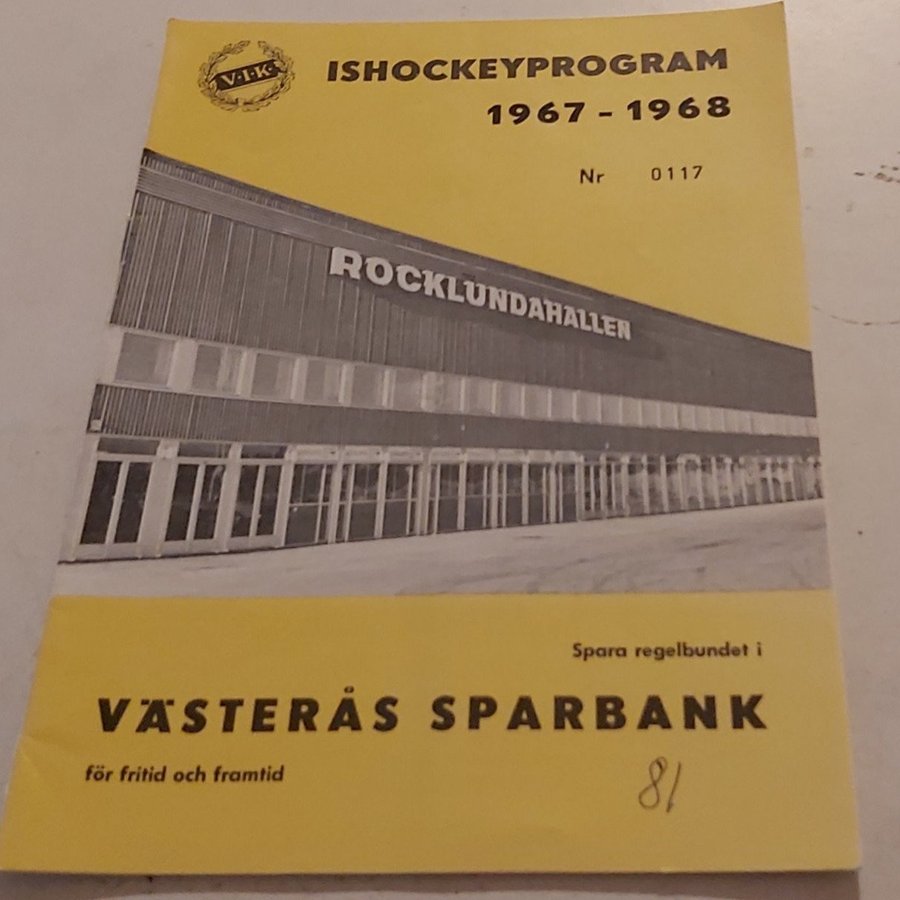 V·I·K·
ISHOCKEYPROGRAM
1967 - 1968
Nr 0117
ROCKLUNDAHALLEN
Spara regelbundet i
VÄSTERÅS SPARBANK
för fritid och framtid
81